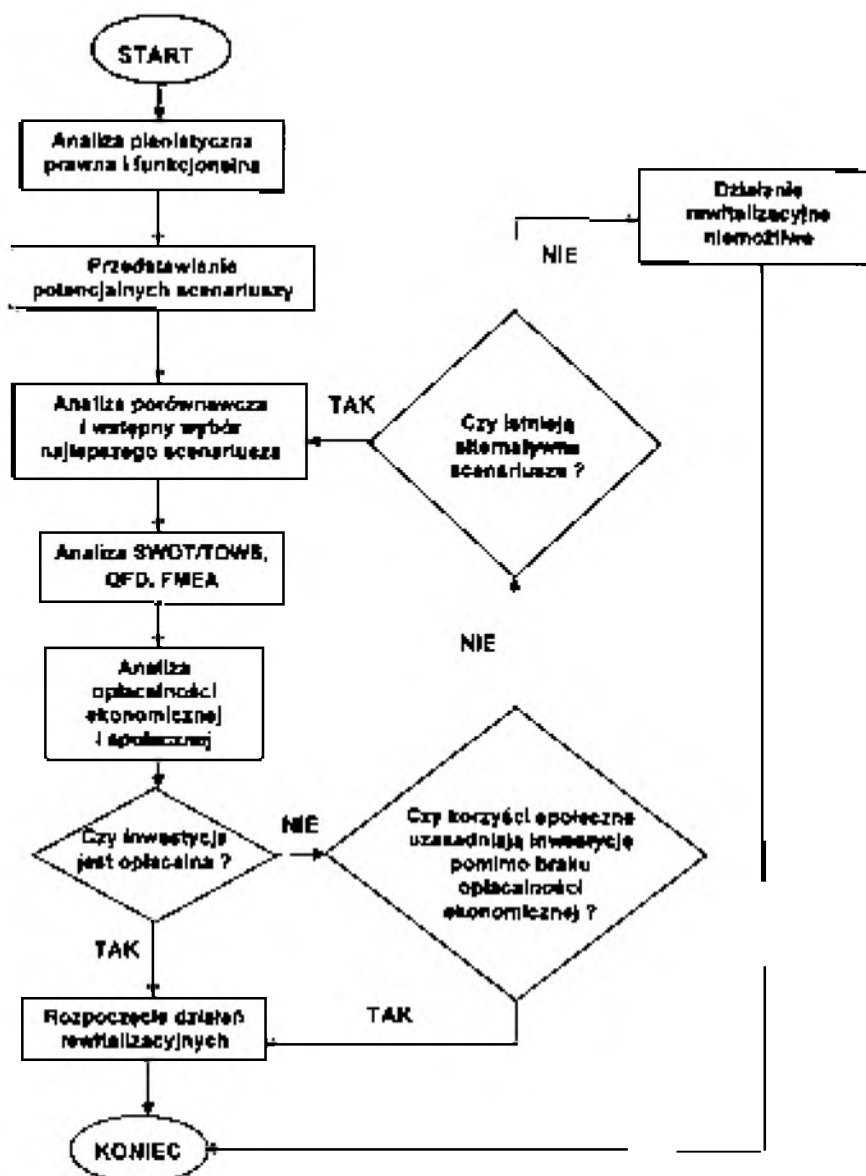 START
Analiza planistyczna
prawna i funkcjonalna
Przedstawienie
potencjalnych scenariuszy
Analiza porównawcza
i wstępny wybór
najlepszego scenariusza
TAK
Czy istnieją
alternatywne
scenariusze ?
NIE
Działanie
rewitalizacyjne
niemożliwe
Analiza SWOT/TOWS,
QFD, FMEA
NIE
Analiza
opłacalności
ekonomicznej
i społecznej
Czy inwestycja
jest opłacalna ?
NIE
Czy korzyści społeczne
uzasadniają inwestycję
pomimo braku
opłacalności
ekonomicznej ?
TAK
Rozpoczęcie działań
rewitalizacyjnych
TAK
KONIEC